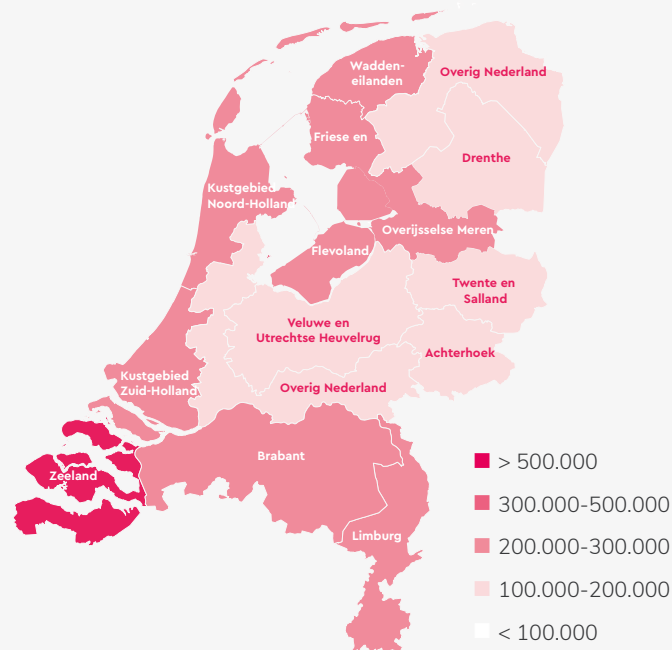 Wadden-
eilanden
Overig Nederland
Friese en
Drenthe
Kustgebied
Noord-Holland
Overijsselse Meren
Flevoland
Twente en
Salland
Veluwe en
Utrechtse Heuvelrug
Achterhoek
Kustgebied
Zuid-Holland
Overig Nederland
Brabant
Zeeland
Limburg
> 500.000
300.000-500.000
200.000-300.000
100.000-200.000
< 100.000